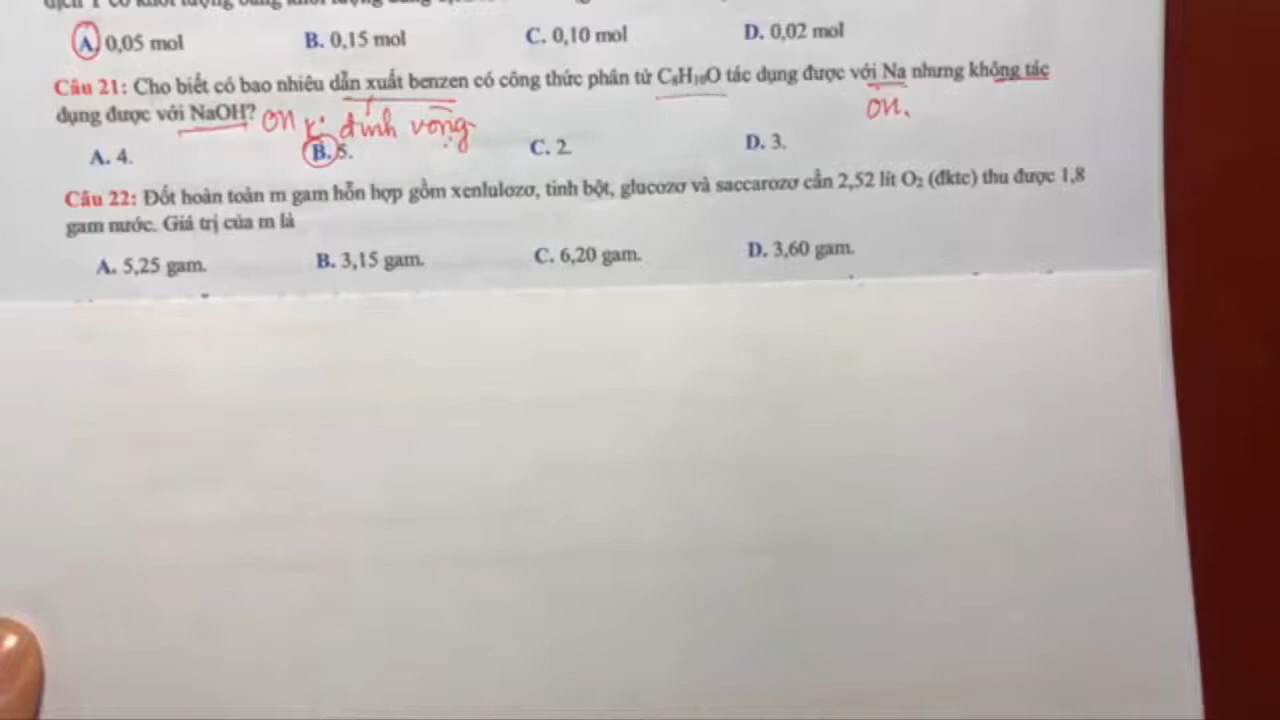 A. 0,05 mol B. 0,15 mol C. 0,10 mol D. 0,02 mol
Câu 21: Cho biết có bao nhiêu dẫn xuất benzen có công thức phân tử C₈H₁₀O tác dụng được với Na nhưng không tác
dụng được với NaOH? OH k: đính vòng OH.
A. 4. B. 5. C. 2. D. 3.
Câu 22: Đốt hoàn toàn m gam hỗn hợp gồm xenlulozơ, tinh bột, glucozơ và saccarozơ cần 2,52 lít O₂ (đktc) thu được 1,8
gam nước. Giá trị của m là
A. 5,25 gam. B. 3,15 gam. C. 6,20 gam. D. 3,60 gam.